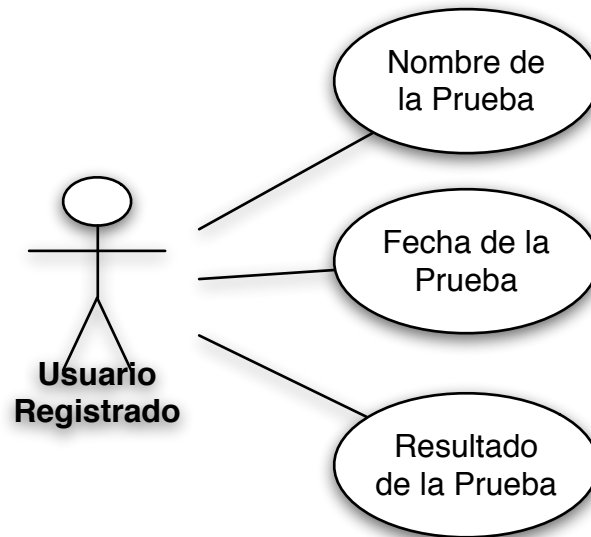 Nombre de
la Prueba
Fecha de la
Prueba
Usuario
Registrado
Resultado
de la Prueba